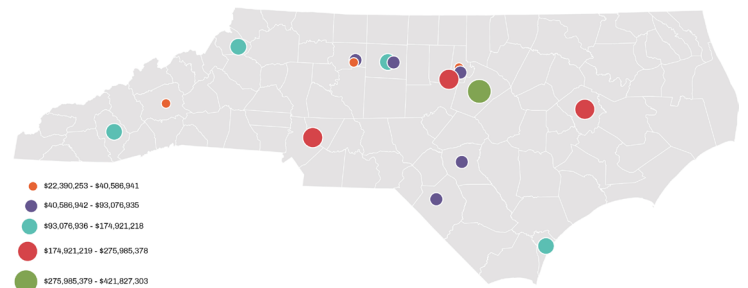 $22,390,253 - $40,586,941
$40,586,942 - $93,076,935
$93,076,936 - $174,921,218
$174,921,219 - $275,985,378
$275,985,379 - $421,827,303